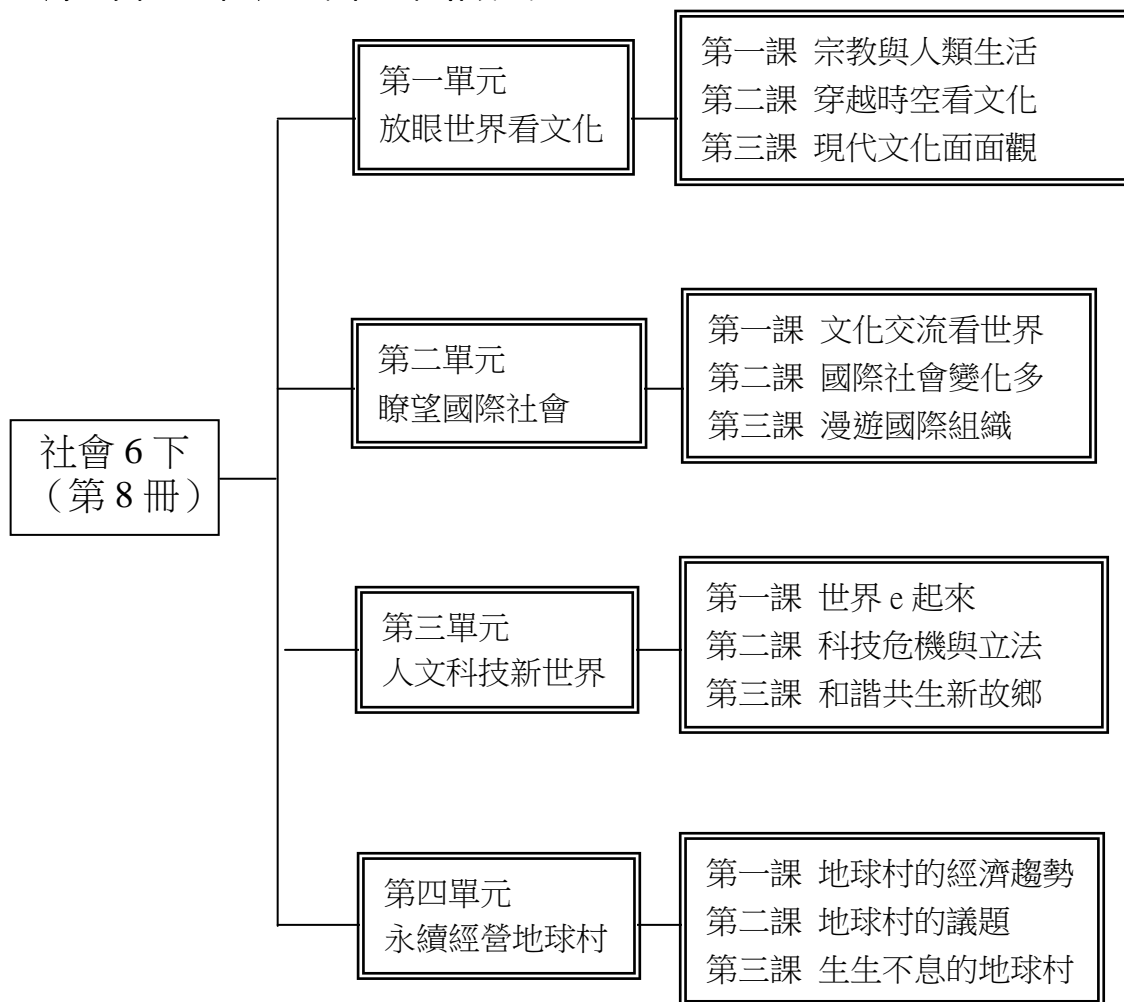 第一單元
放眼世界看文化
第一課 宗教與人類生活
第二課 穿越時空看文化
第三課 現代文化面面觀
第二單元
瞭望國際社會
第一課 文化交流看世界
第二課 國際社會變化多
第三課 漫遊國際組織
社會 6 下
（第 8 冊）
第三單元
人文科技新世界
第一課 世界 e 起來
第二課 科技危機與立法
第三課 和諧共生新故鄉
第四單元
永續經營地球村
第一課 地球村的經濟趨勢
第二課 地球村的議題
第三課 生生不息的地球村